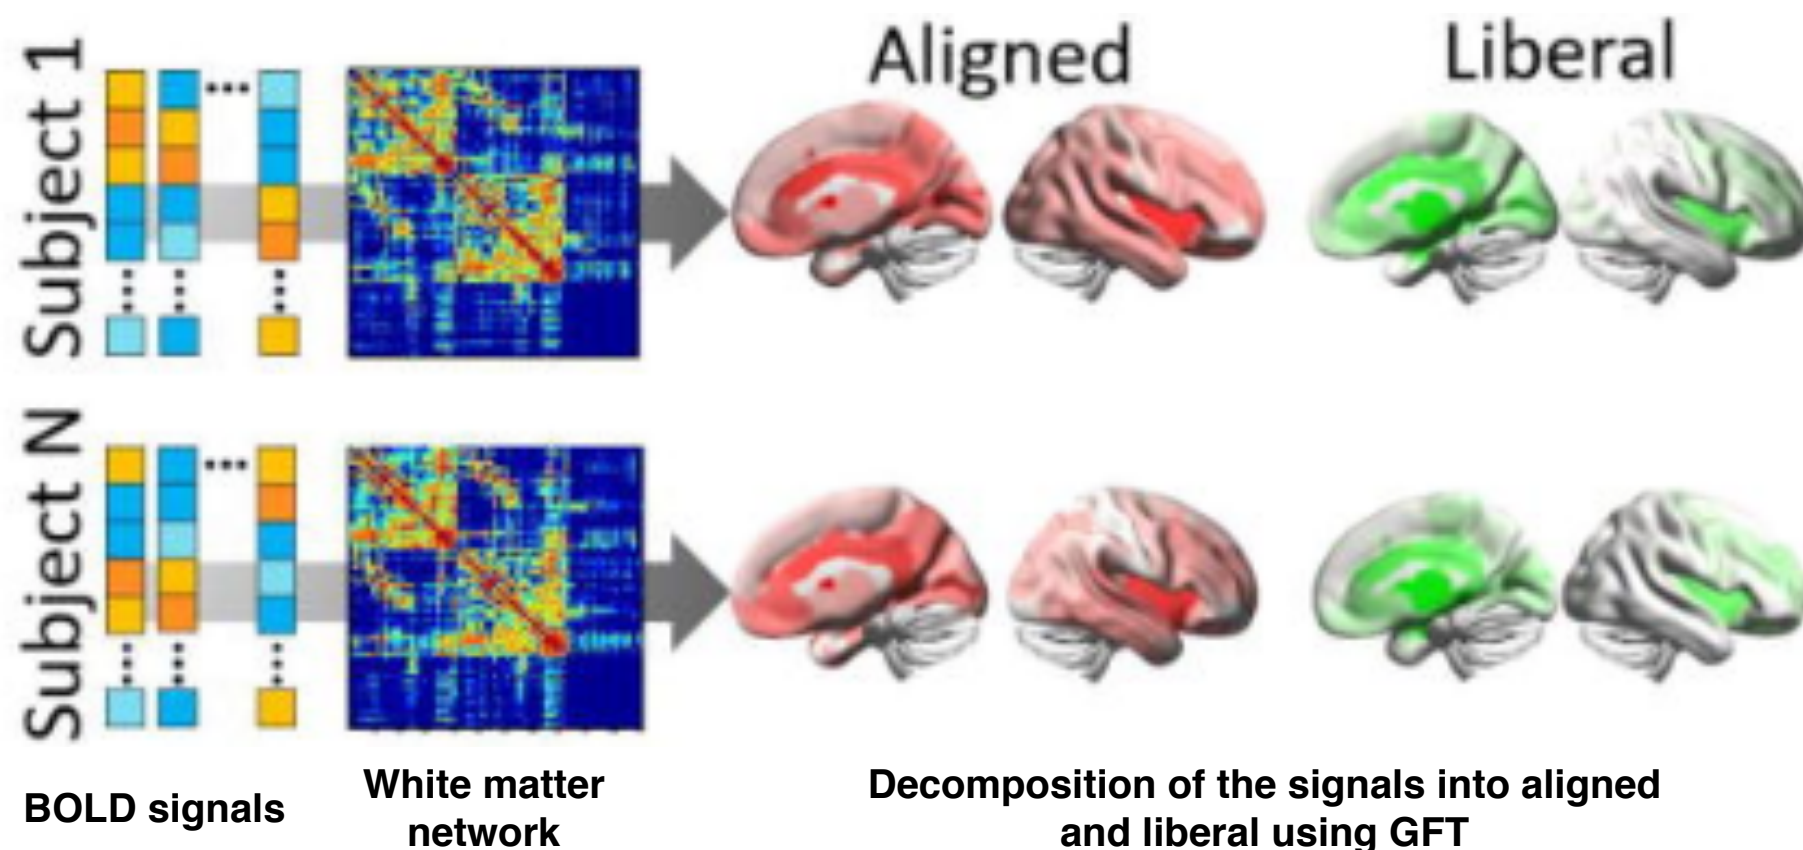 Subject 1
Aligned
Liberal
Subject N
BOLD signals
White matter
network
Decomposition of the signals into aligned
and liberal using GFT